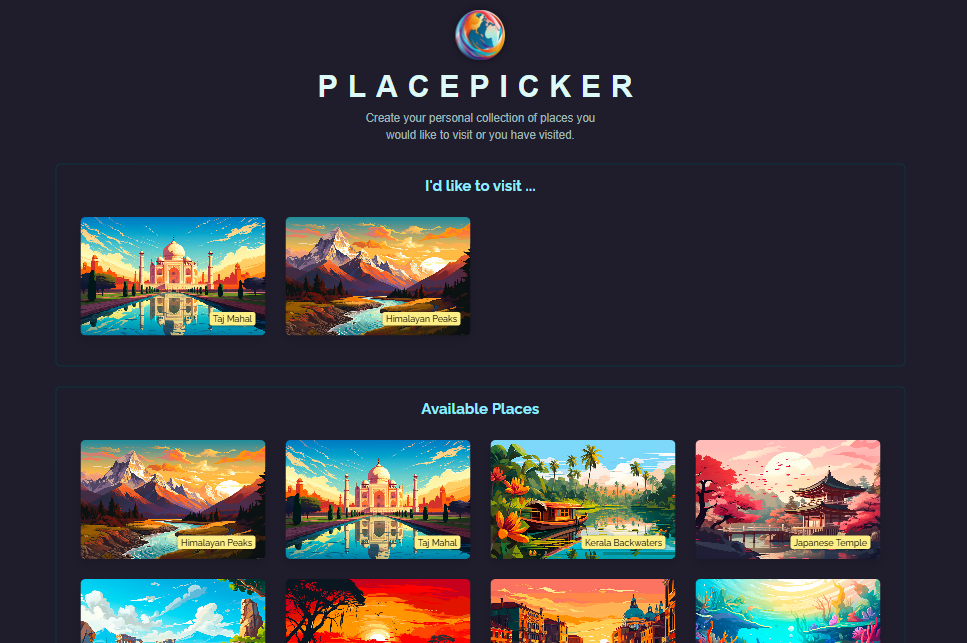 PLACEPICKER
Create your personal collection of places you
would like to visit or you have visited.
I'd like to visit ...
Taj Mahal
Himalayan Peaks
Available Places
Himalayan Peaks
Taj Mahal
Kerala Backwaters
Japanese Temple